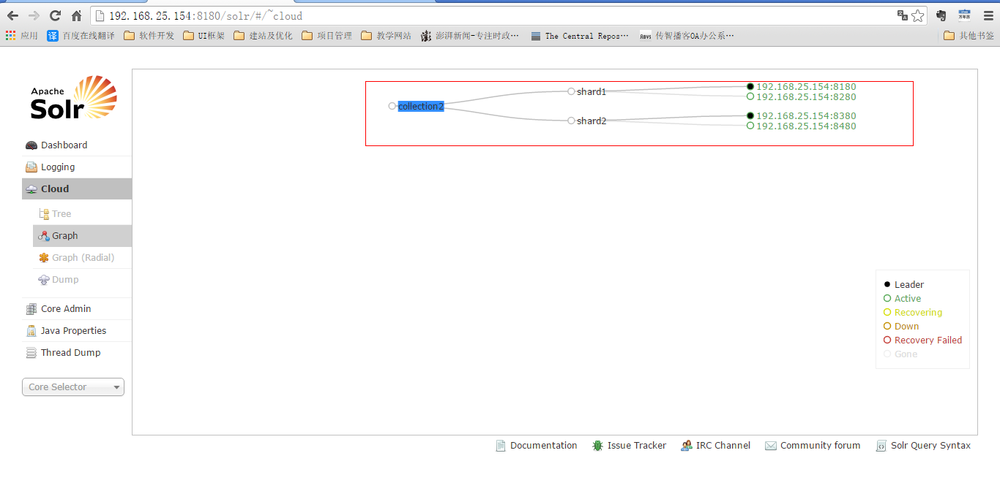 192.168.25.154:8180/solr/#/~cloud
应用 百度在线翻译 软件开发 UI框架 建站及优化 项目管理 教学网站 澎湃新闻-专注时政… The Central Repos… 传智播客OA办公系… 其他书签
Apache
Solr
Dashboard
Logging
Cloud
Tree
Graph
Graph (Radial)
Dump
Core Admin
Java Properties
Thread Dump
Core Selector
collection2
shard1
192.168.25.154:8180
192.168.25.154:8280
shard2
192.168.25.154:8380
192.168.25.154:8480
Leader
Active
Recovering
Down
Recovery Failed
Gone
Documentation Issue Tracker IRC Channel Community forum Solr Query Syntax